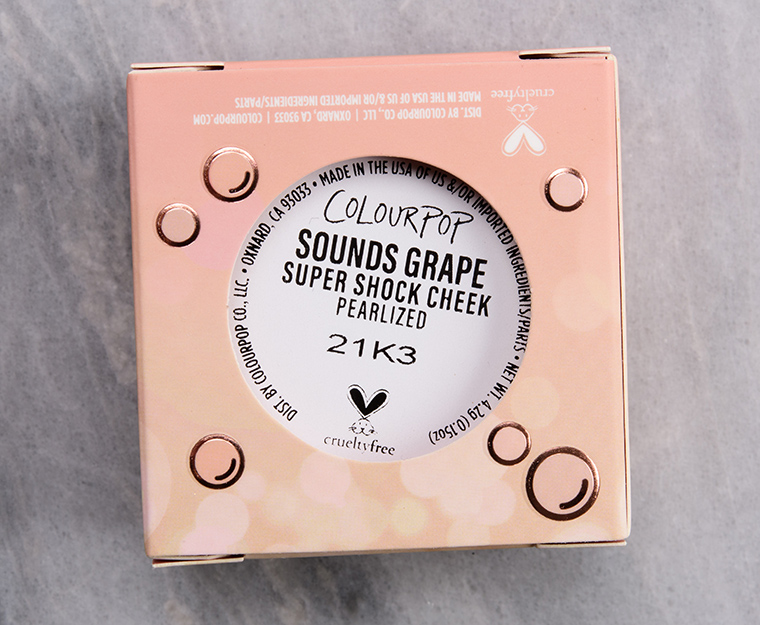 DIST. BY COLOURPOP CO., LLC | OXNARD, CA 93033 | COLOURPOP.COM
MADE IN THE USA OF US &/OR IMPORTED INGREDIENTS/PARTS
crueltyfree
DIST. BY COLOURPOP CO., LLC. • OXNARD, CA 93033 • MADE IN THE USA OF US &/OR IMPORTED INGREDIENTS/PARTS • NET WT. 4.2g (0.15oz)
COLOURPOP
SOUNDS GRAPE
SUPER SHOCK CHEEK
PEARLIZED
21K3
crueltyfree